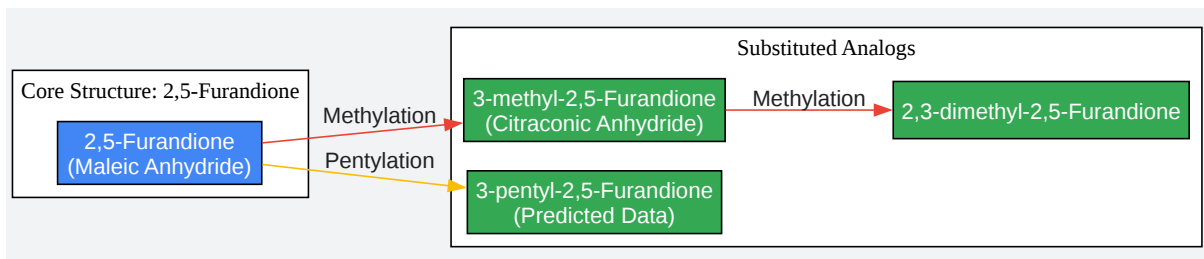 Substituted Analogs
Core Structure: 2,5-Furandione
2,5-Furandione
(Maleic Anhydride)
Methylation
Pentylation
3-methyl-2,5-Furandione
(Citraconic Anhydride)
Methylation
2,3-dimethyl-2,5-Furandione
3-pentyl-2,5-Furandione
(Predicted Data)